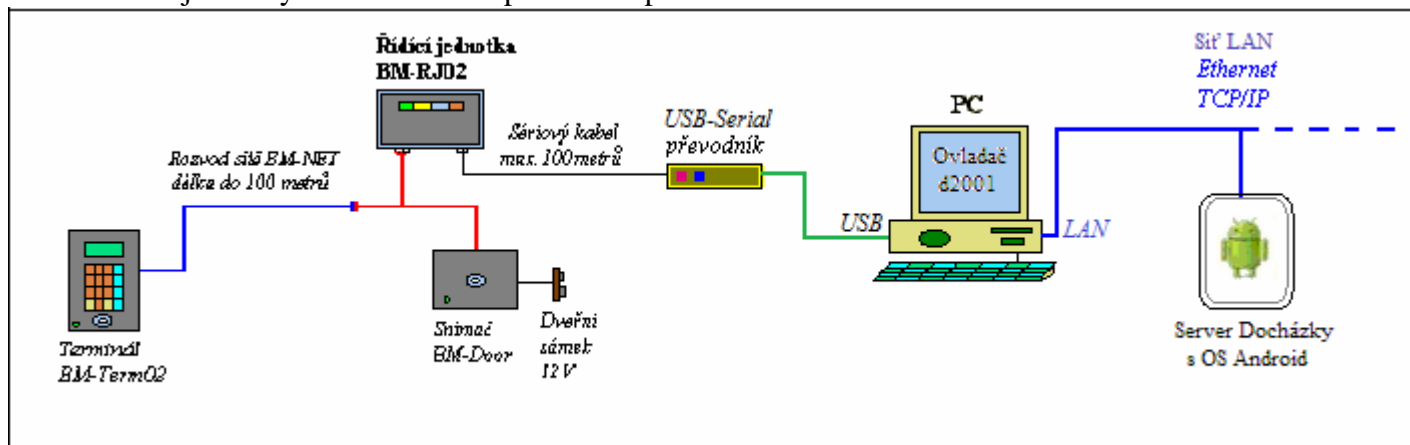 Řídící jednotka
BM-RJ02
Sériový kabel
max. 100metrů
USB-Serial
převodník
PC
Ovladač
d2001
Síť LAN
Ethernet
TCP/IP
Rozvod sítě BM-NET
délka do 100 metrů
USB
LAN
Terminál
BM-Term02
Snímač
BM-Door
Dveřní
zámek
12V
Server Docházky
s OS Android